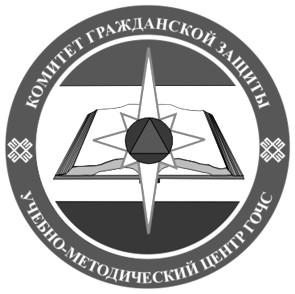 КОМИТЕТ ГРАЖДАНСКОЙ ЗАЩИТЫ
УЧЕБНО-МЕТОДИЧЕСКИЙ ЦЕНТР ГОЧС